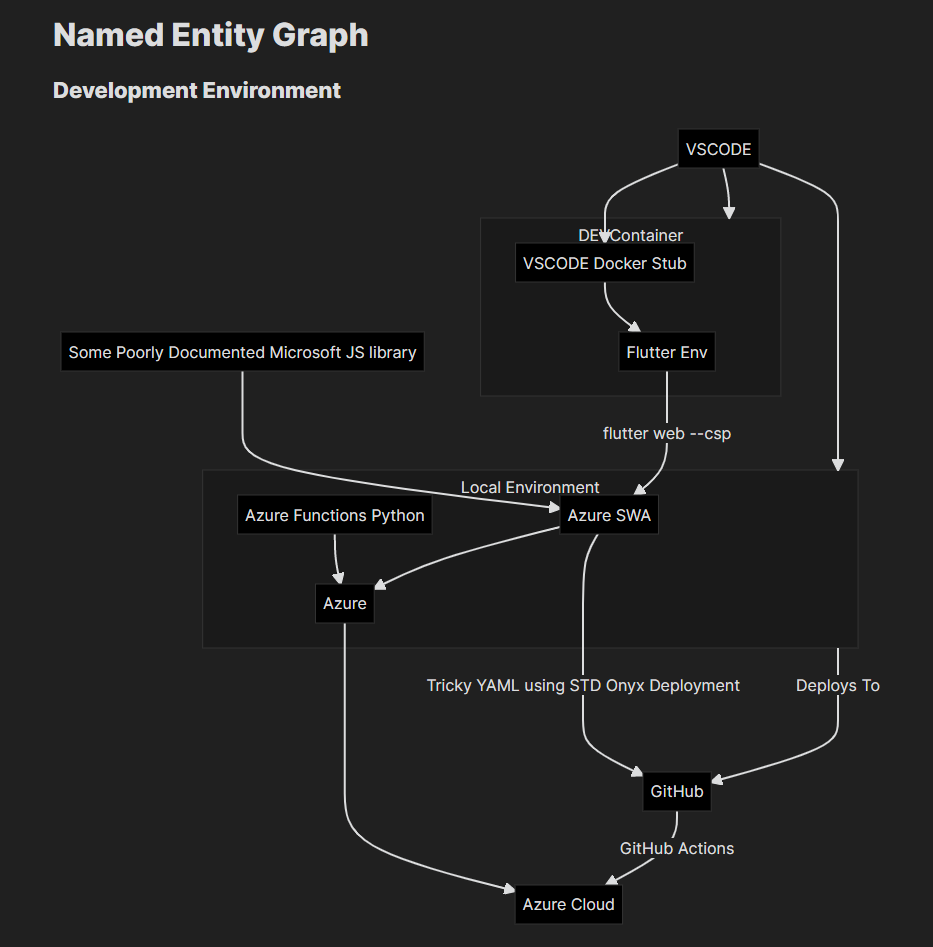 Named Entity Graph
Development Environment
VSCODE
DEVContainer
VSCODE Docker Stub
Some Poorly Documented Microsoft JS library
Flutter Env
flutter web --csp
Local Environment
Azure Functions Python
Azure SWA
Azure
Tricky YAML using STD Onyx Deployment
Deploys To
GitHub
GitHub Actions
Azure Cloud